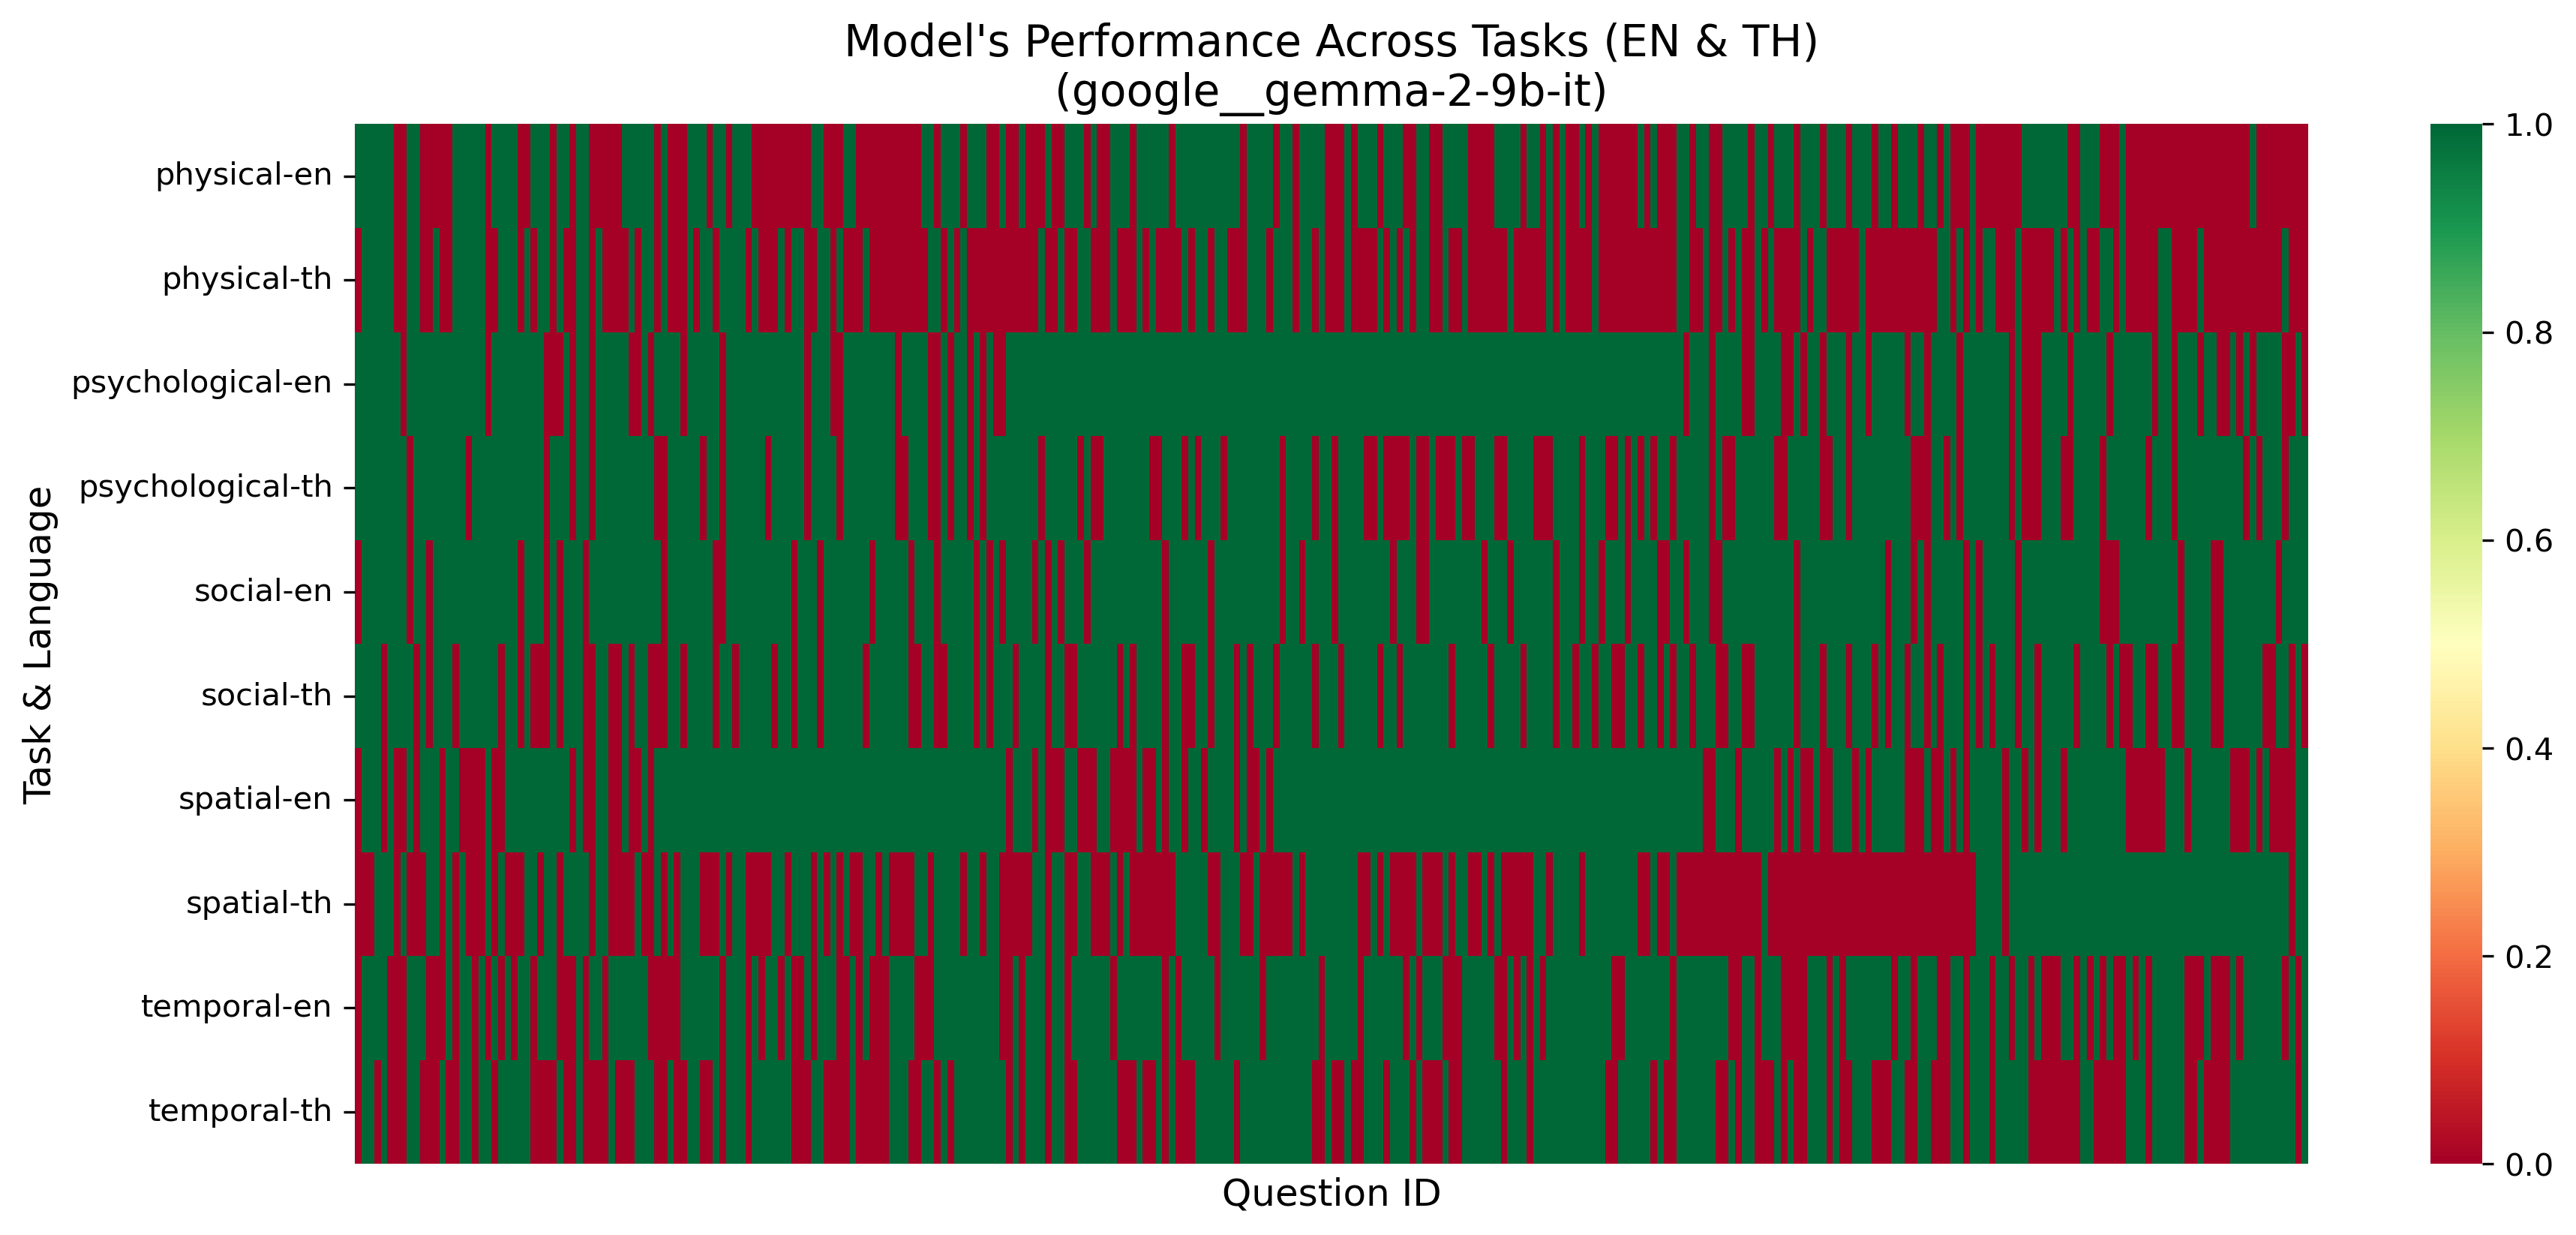 Model's Performance Across Tasks (EN & TH)
(google__gemma-2-9b-it)
Task & Language
physical-en
physical-th
psychological-en
psychological-th
social-en
social-th
spatial-en
spatial-th
temporal-en
temporal-th
Question ID
1.0
0.8
0.6
0.4
0.2
0.0